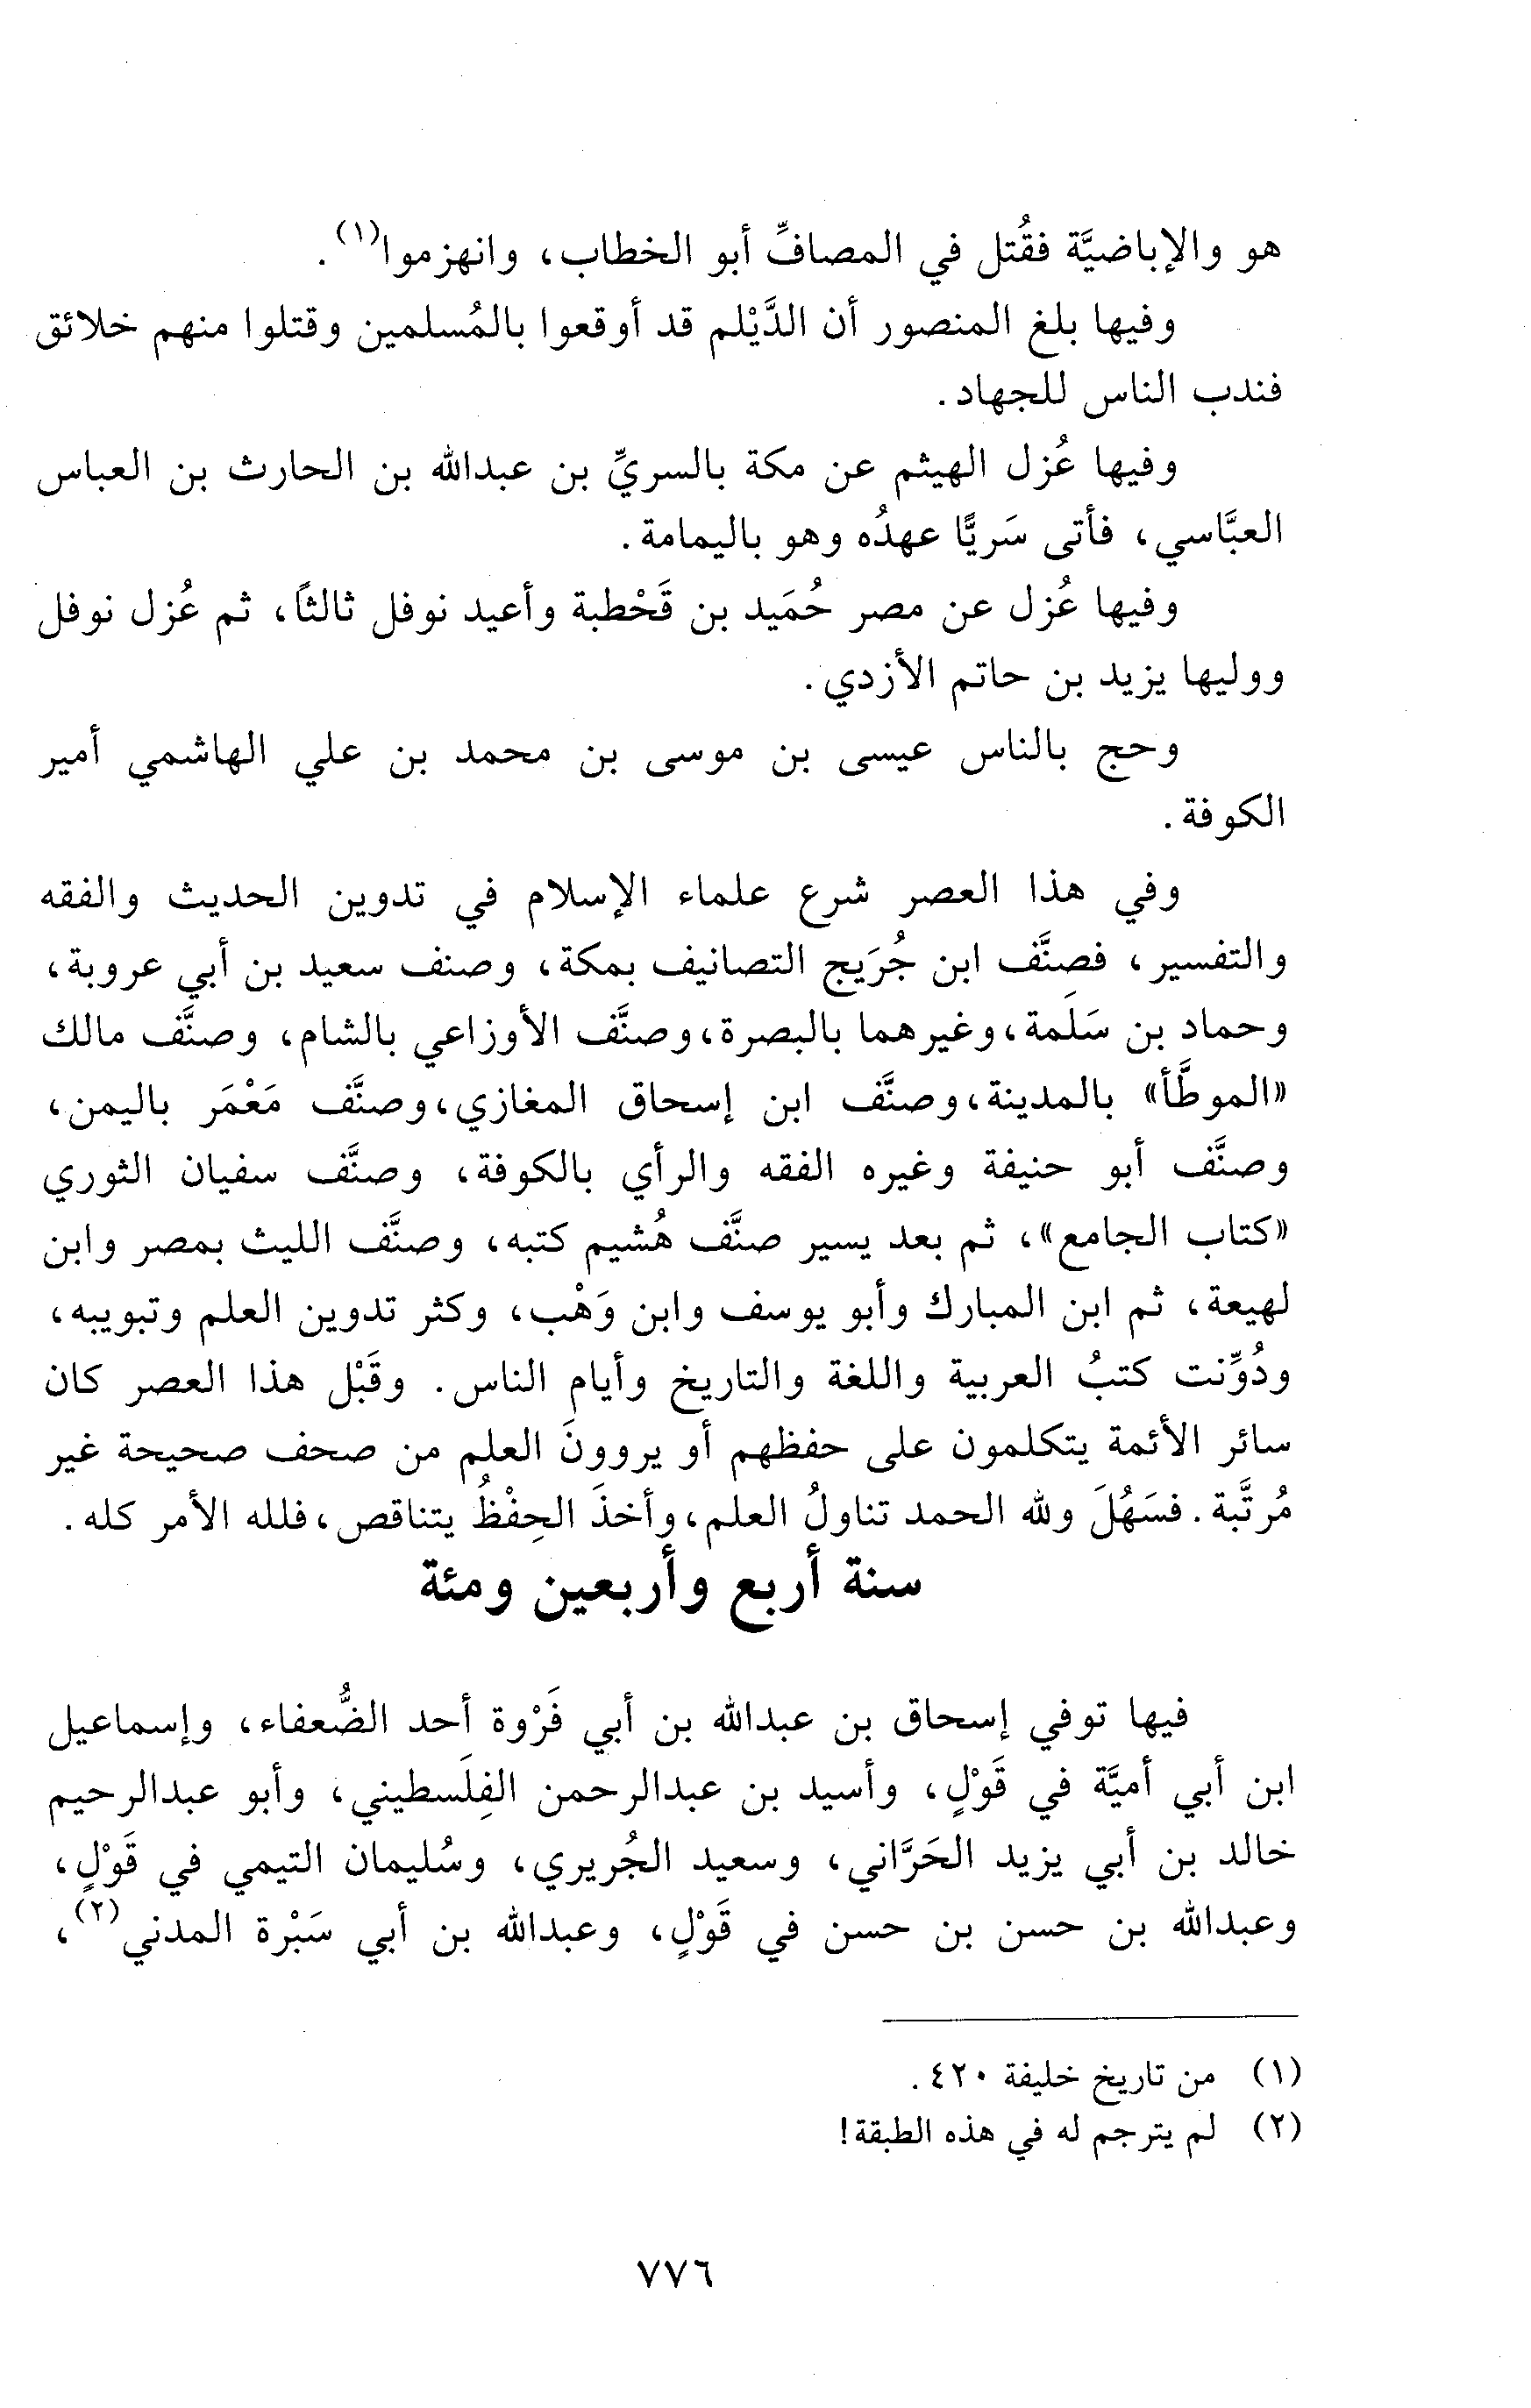 هو والإباضيَّة فقُتل في المصافِّ أبو الخطاب، وانهزموا(١).
وفيها بلغ المنصور أن الدَّيْلم قد أوقعوا بالمُسلمين وقتلوا منهم خلائق
فندب الناس للجهاد.
وفيها عُزل الهيثم عن مكة بالسريِّ بن عبدالله بن الحارث بن العباس
العبَّاسي، فأتى سَريًّا عهدُه وهو باليمامة.
وفيها عُزل عن مصر حُمَيد بن قَحْطبة وأعيد نوفل ثالثاً، ثم عُزل نوفل
ووليها يزيد بن حاتم الأزدي.
وحج بالناس عيسى بن موسى بن محمد بن علي الهاشمي أمير
الكوفة.
وفي هذا العصر شرع علماء الإسلام في تدوين الحديث والفقه
والتفسير، فصنَّف ابن جُرَيج التصانيف بمكة، وصنف سعيد بن أبي عروبة،
وحماد بن سَلَمة، وغيرهما بالبصرة، وصنَّف الأوزاعي بالشام، وصنَّف مالك
«الموطَّأ» بالمدينة، وصنَّف ابن إسحاق المغازي، وصنَّف مَعْمَر باليمن،
وصنَّف أبو حنيفة وغيره الفقه والرأي بالكوفة، وصنَّف سفيان الثوري
«كتاب الجامع»، ثم بعد يسير صنَّف هُشيم كتبه، وصنَّف الليث بمصر وابن
لهيعة، ثم ابن المبارك وأبو يوسف وابن وَهْب، وكثر تدوين العلم وتبويبه،
ودُوِّنت كتبُ العربية واللغة والتاريخ وأيام الناس. وقَبْل هذا العصر كان
سائر الأئمة يتكلمون على حفظهم أو يروونَ العلم من صحف صحيحة غير
مُرتَّبة. فسَهُلَ ولله الحمد تناولُ العلم، وأخذَ الحِفْظُ يتناقص، فلله الأمر كله.
سنة أربع وأربعين ومئة
فيها توفي إسحاق بن عبدالله بن أبي فَرْوة أحد الضُّعفاء، وإسماعيل
ابن أبي أميَّة في قَوْلٍ، وأسيد بن عبدالرحمن الفِلَسطيني، وأبو عبدالرحيم
خالد بن أبي يزيد الحَرَّاني، وسعيد الجُريري، وسُليمان التيمي في قَوْلٍ،
وعبدالله بن حسن بن حسن في قَوْلٍ، وعبدالله بن أبي سَبْرة المدني(٢)،
(١) من تاريخ خليفة ٤٢٠.
(٢) لم يترجم له في هذه الطبقة!
٧٧٦